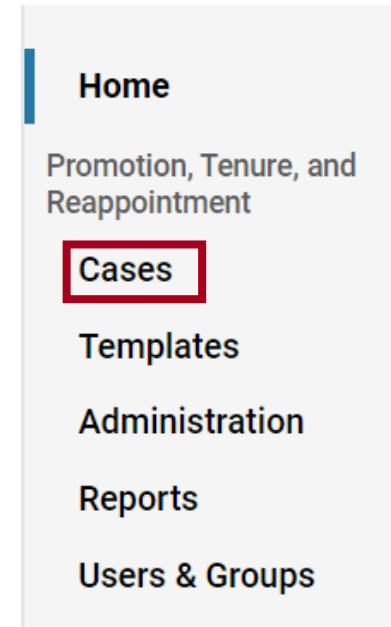 Home
Promotion, Tenure, and
Reappointment
Cases
Templates
Administration
Reports
Users & Groups